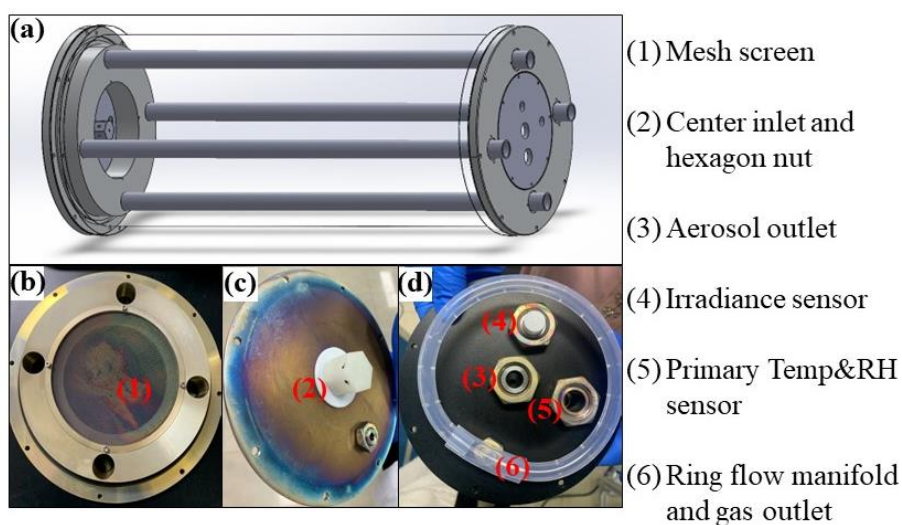 (a)
(1) Mesh screen
(2) Center inlet and
hexagon nut
(3) Aerosol outlet
(4) Irradiance sensor
(5) Primary Temp&RH
sensor
(6) Ring flow manifold
and gas outlet
(b)
(1)
(c)
(2)
(d)
(4)
(3)
(5)
(6)